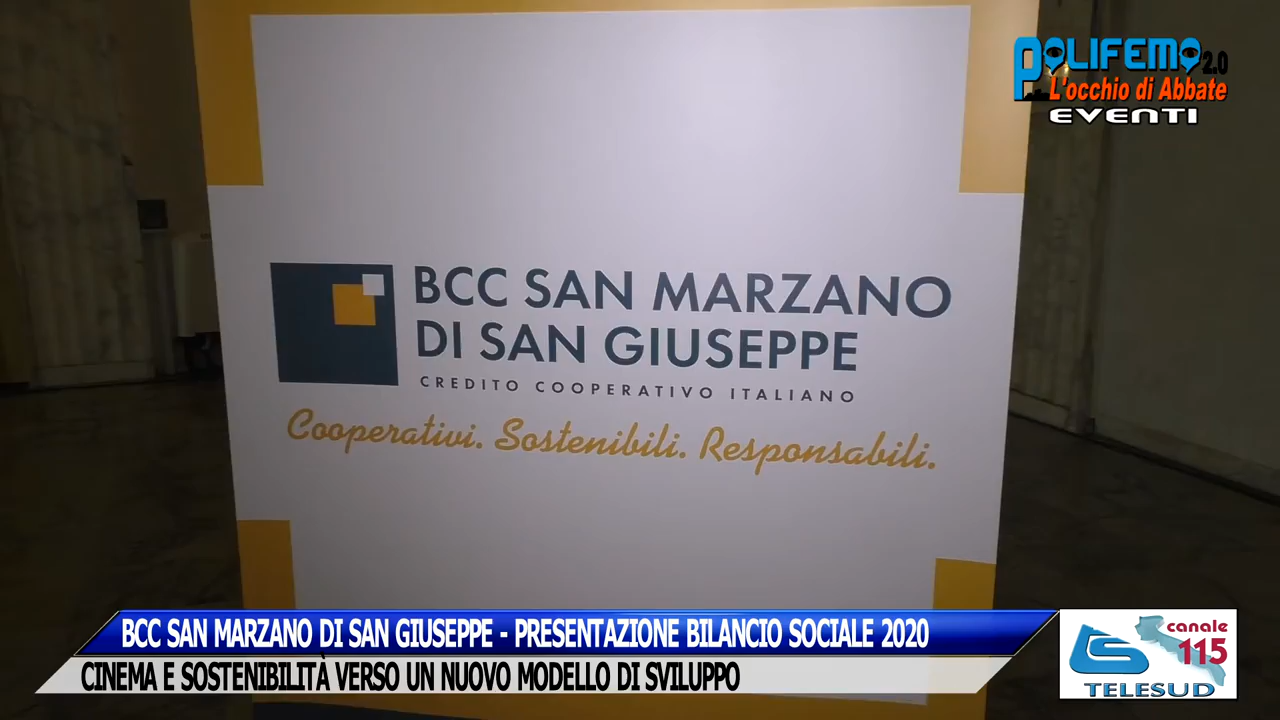 POLIFEMO 2.0
L'occhio di Abbate
EVENTI
BCC SAN MARZANO
DI SAN GIUSEPPE
CREDITO COOPERATIVO ITALIANO
Cooperativi. Sostenibili. Responsabili.
BCC SAN MARZANO DI SAN GIUSEPPE - PRESENTAZIONE BILANCIO SOCIALE 2020
CINEMA E SOSTENIBILITÀ VERSO UN NUOVO MODELLO DI SVILUPPO
canale
115
TELESUD